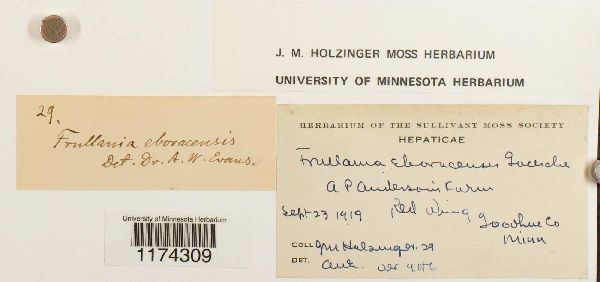 J. M. HOLZINGER MOSS HERBARIUM
UNIVERSITY OF MINNESOTA HERBARIUM
29.
Frullania eboracensis
Det. Dr. A. W. Evans.
University of Minnesota Herbarium
1174309
HERBARIUM OF THE SULLIVANT MOSS SOCIETY
HEPATICAE
Frullania eboracensis Gottsche
A P Anderson's Farm
Sept 23 1919 Red Wing
Goodhue Co
Minn
COLL. J M Holzinger 29
DET.